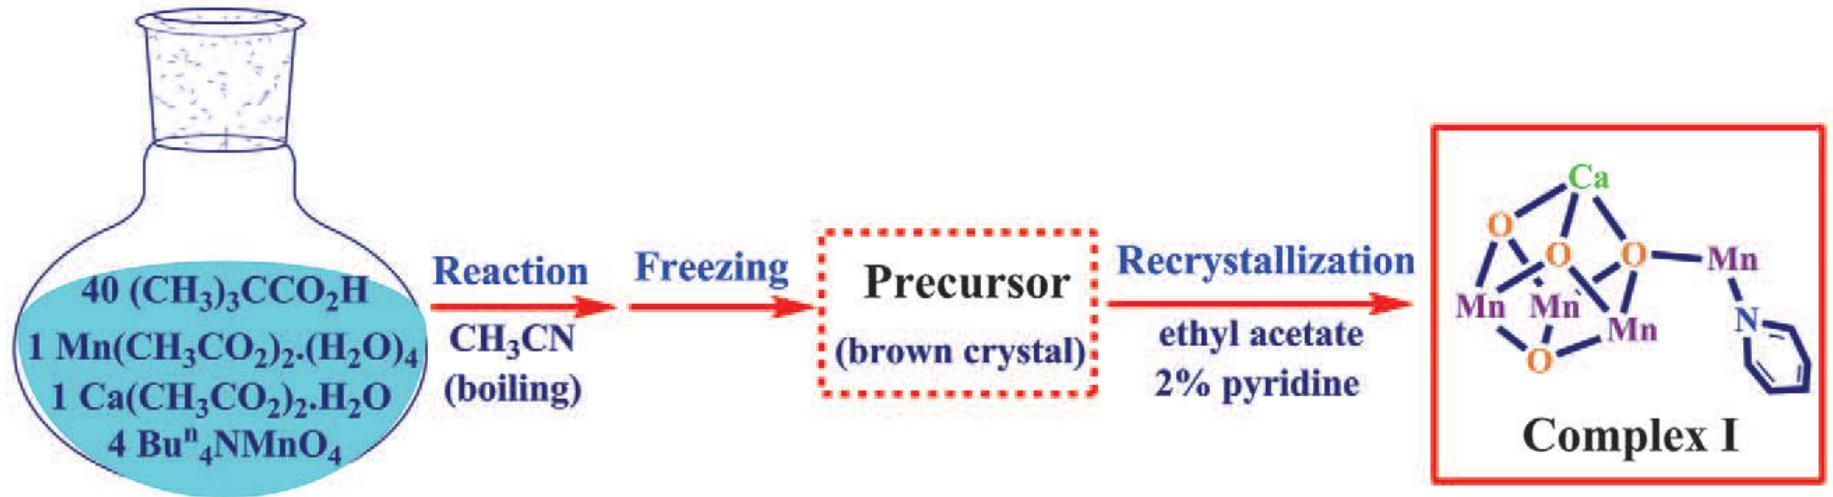 40 (CH₃)₃CCO₂H
1 Mn(CH₃CO₂)₂.(H₂O)₄
1 Ca(CH₃CO₂)₂.H₂O
4 Buⁿ₄NMnO₄
Reaction
CH₃CN
(boiling)
Freezing
Precursor
(brown crystal)
Recrystallization
ethyl acetate
2% pyridine
Ca
O
O
O
Mn
Mn
Mn
Mn
N
O
Complex I